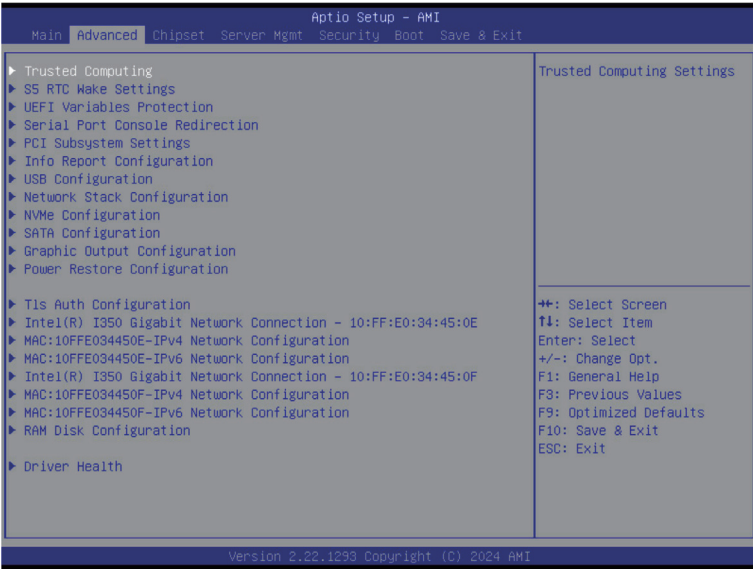 Aptio Setup – AMI
Main Advanced Chipset Server Mgmt Security Boot Save & Exit
▶ Trusted Computing
▶ S5 RTC Wake Settings
▶ UEFI Variables Protection
▶ Serial Port Console Redirection
▶ PCI Subsystem Settings
▶ Info Report Configuration
▶ USB Configuration
▶ Network Stack Configuration
▶ NVMe Configuration
▶ SATA Configuration
▶ Graphic Output Configuration
▶ Power Restore Configuration
▶ Tls Auth Configuration
▶ Intel(R) I350 Gigabit Network Connection – 10:FF:E0:34:45:0E
▶ MAC:10FFE034450E-IPv4 Network Configuration
▶ MAC:10FFE034450E-IPv6 Network Configuration
▶ Intel(R) I350 Gigabit Network Connection – 10:FF:E0:34:45:0F
▶ MAC:10FFE034450F-IPv4 Network Configuration
▶ MAC:10FFE034450F-IPv6 Network Configuration
▶ RAM Disk Configuration
▶ Driver Health
Trusted Computing Settings
→←: Select Screen
↑↓: Select Item
Enter: Select
+/-: Change Opt.
F1: General Help
F3: Previous Values
F9: Optimized Defaults
F10: Save & Exit
ESC: Exit
Version 2.22.1293 Copyright (C) 2024 AMI